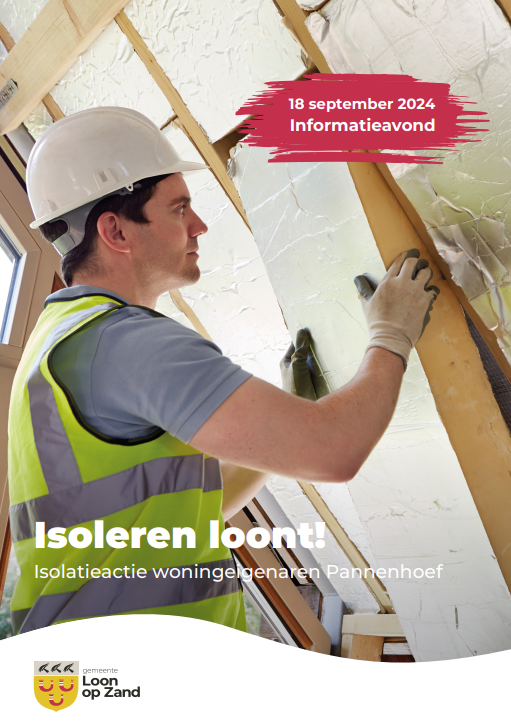 18 september 2024
Informatieavond
Isoleren loont!
Isolatieactie woningeigenaren Pannenhoef
gemeente
Loon
op Zand